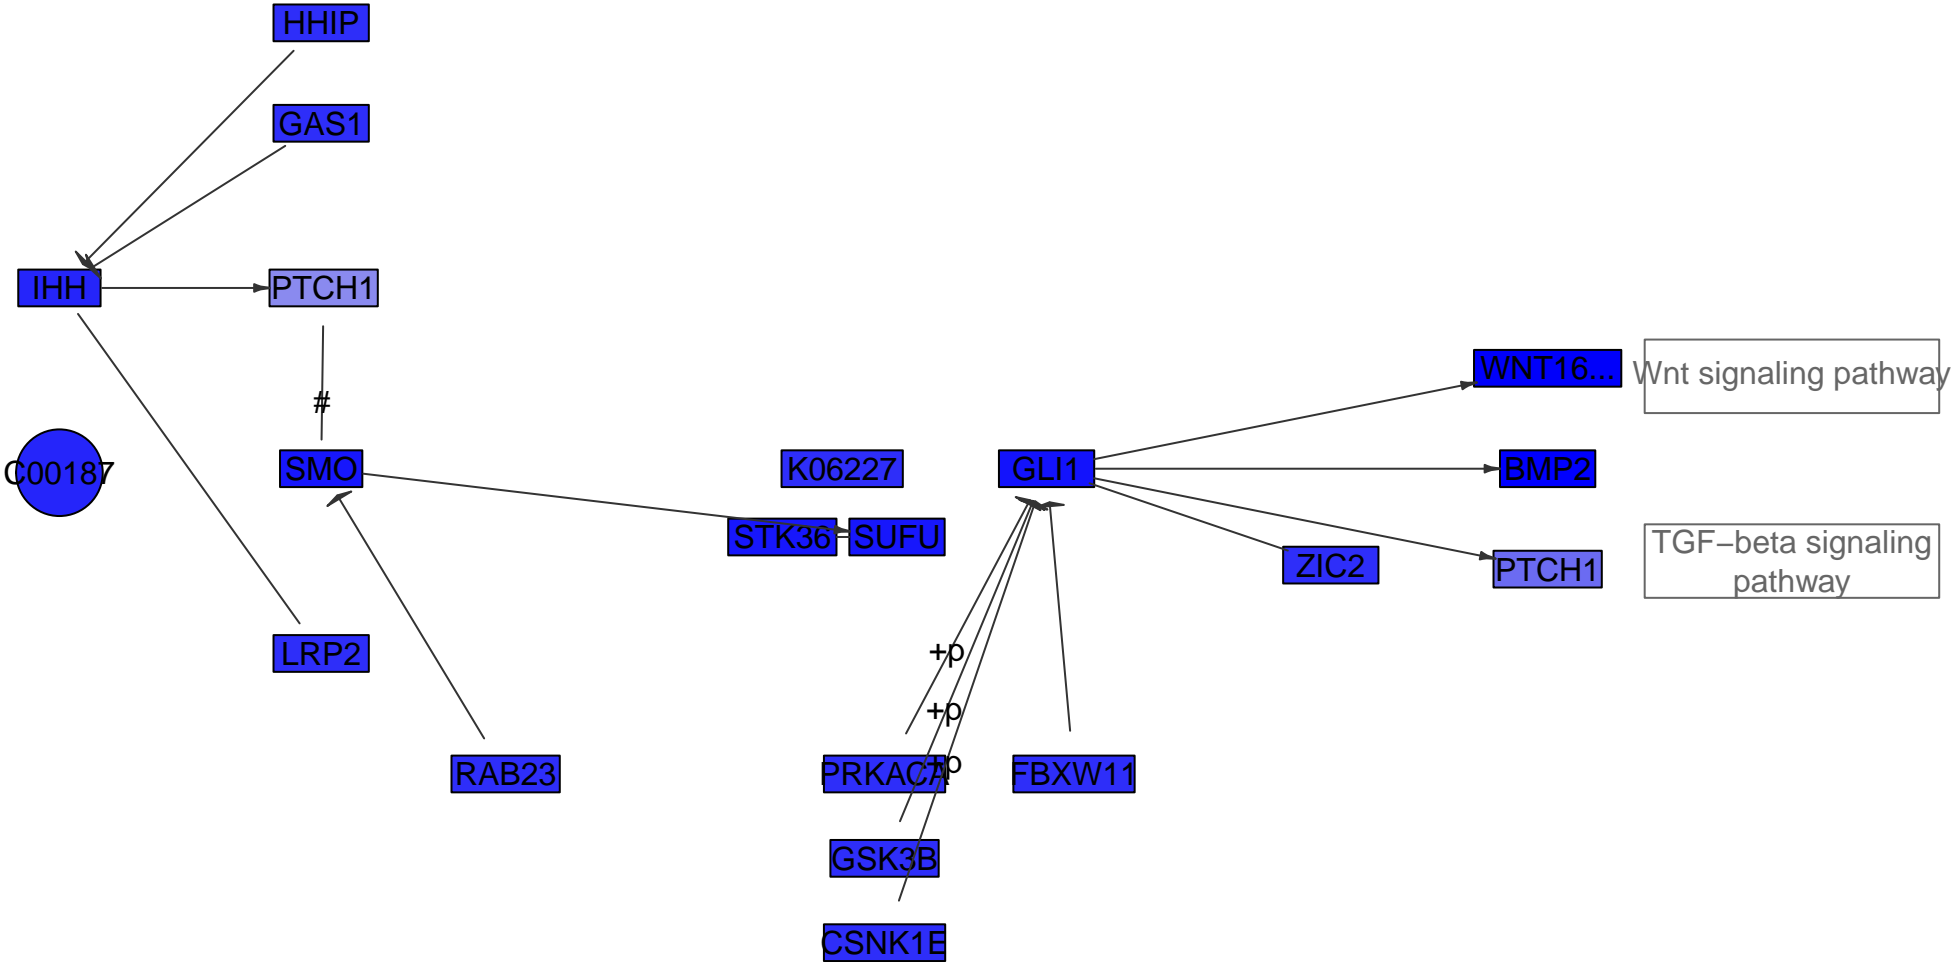 HHIP
GAS1
IHH
PTCH1
WNT16...
Wnt signaling pathway
#
C00187
SMO
K06227
GLI1
BMP2
STK36
SUFU
ZIC2
PTCH1
TGF−beta signaling
pathway
LRP2
+p
+p
+p
RAB23
PRKACA
FBXW11
GSK3B
CSNK1E